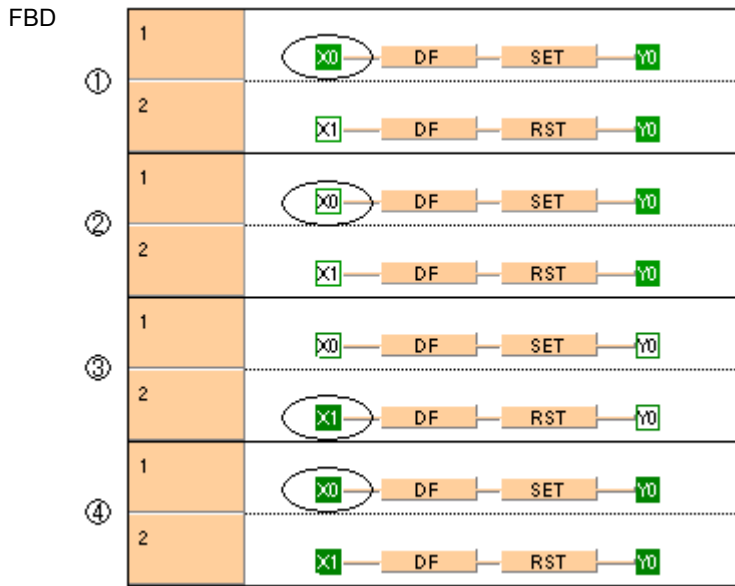 FBD
①
1
X0 DF SET Y0
2
X1 DF RST Y0
②
1
X0 DF SET Y0
2
X1 DF RST Y0
③
1
X0 DF SET Y0
2
X1 DF RST Y0
④
1
X0 DF SET Y0
2
X1 DF RST Y0